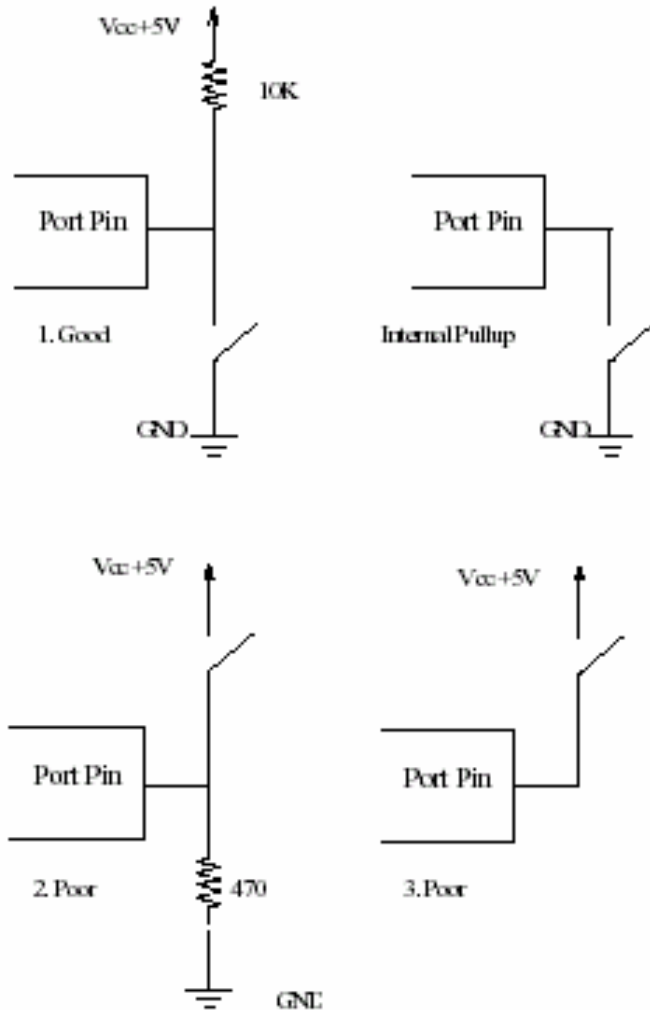 Vcc+5V
10K
Port Pin
Port Pin
1. Good
Internal Pullup
GND
GND
Vcc+5V
Vcc+5V
Port Pin
Port Pin
2. Poor
470
3. Poor
GNE